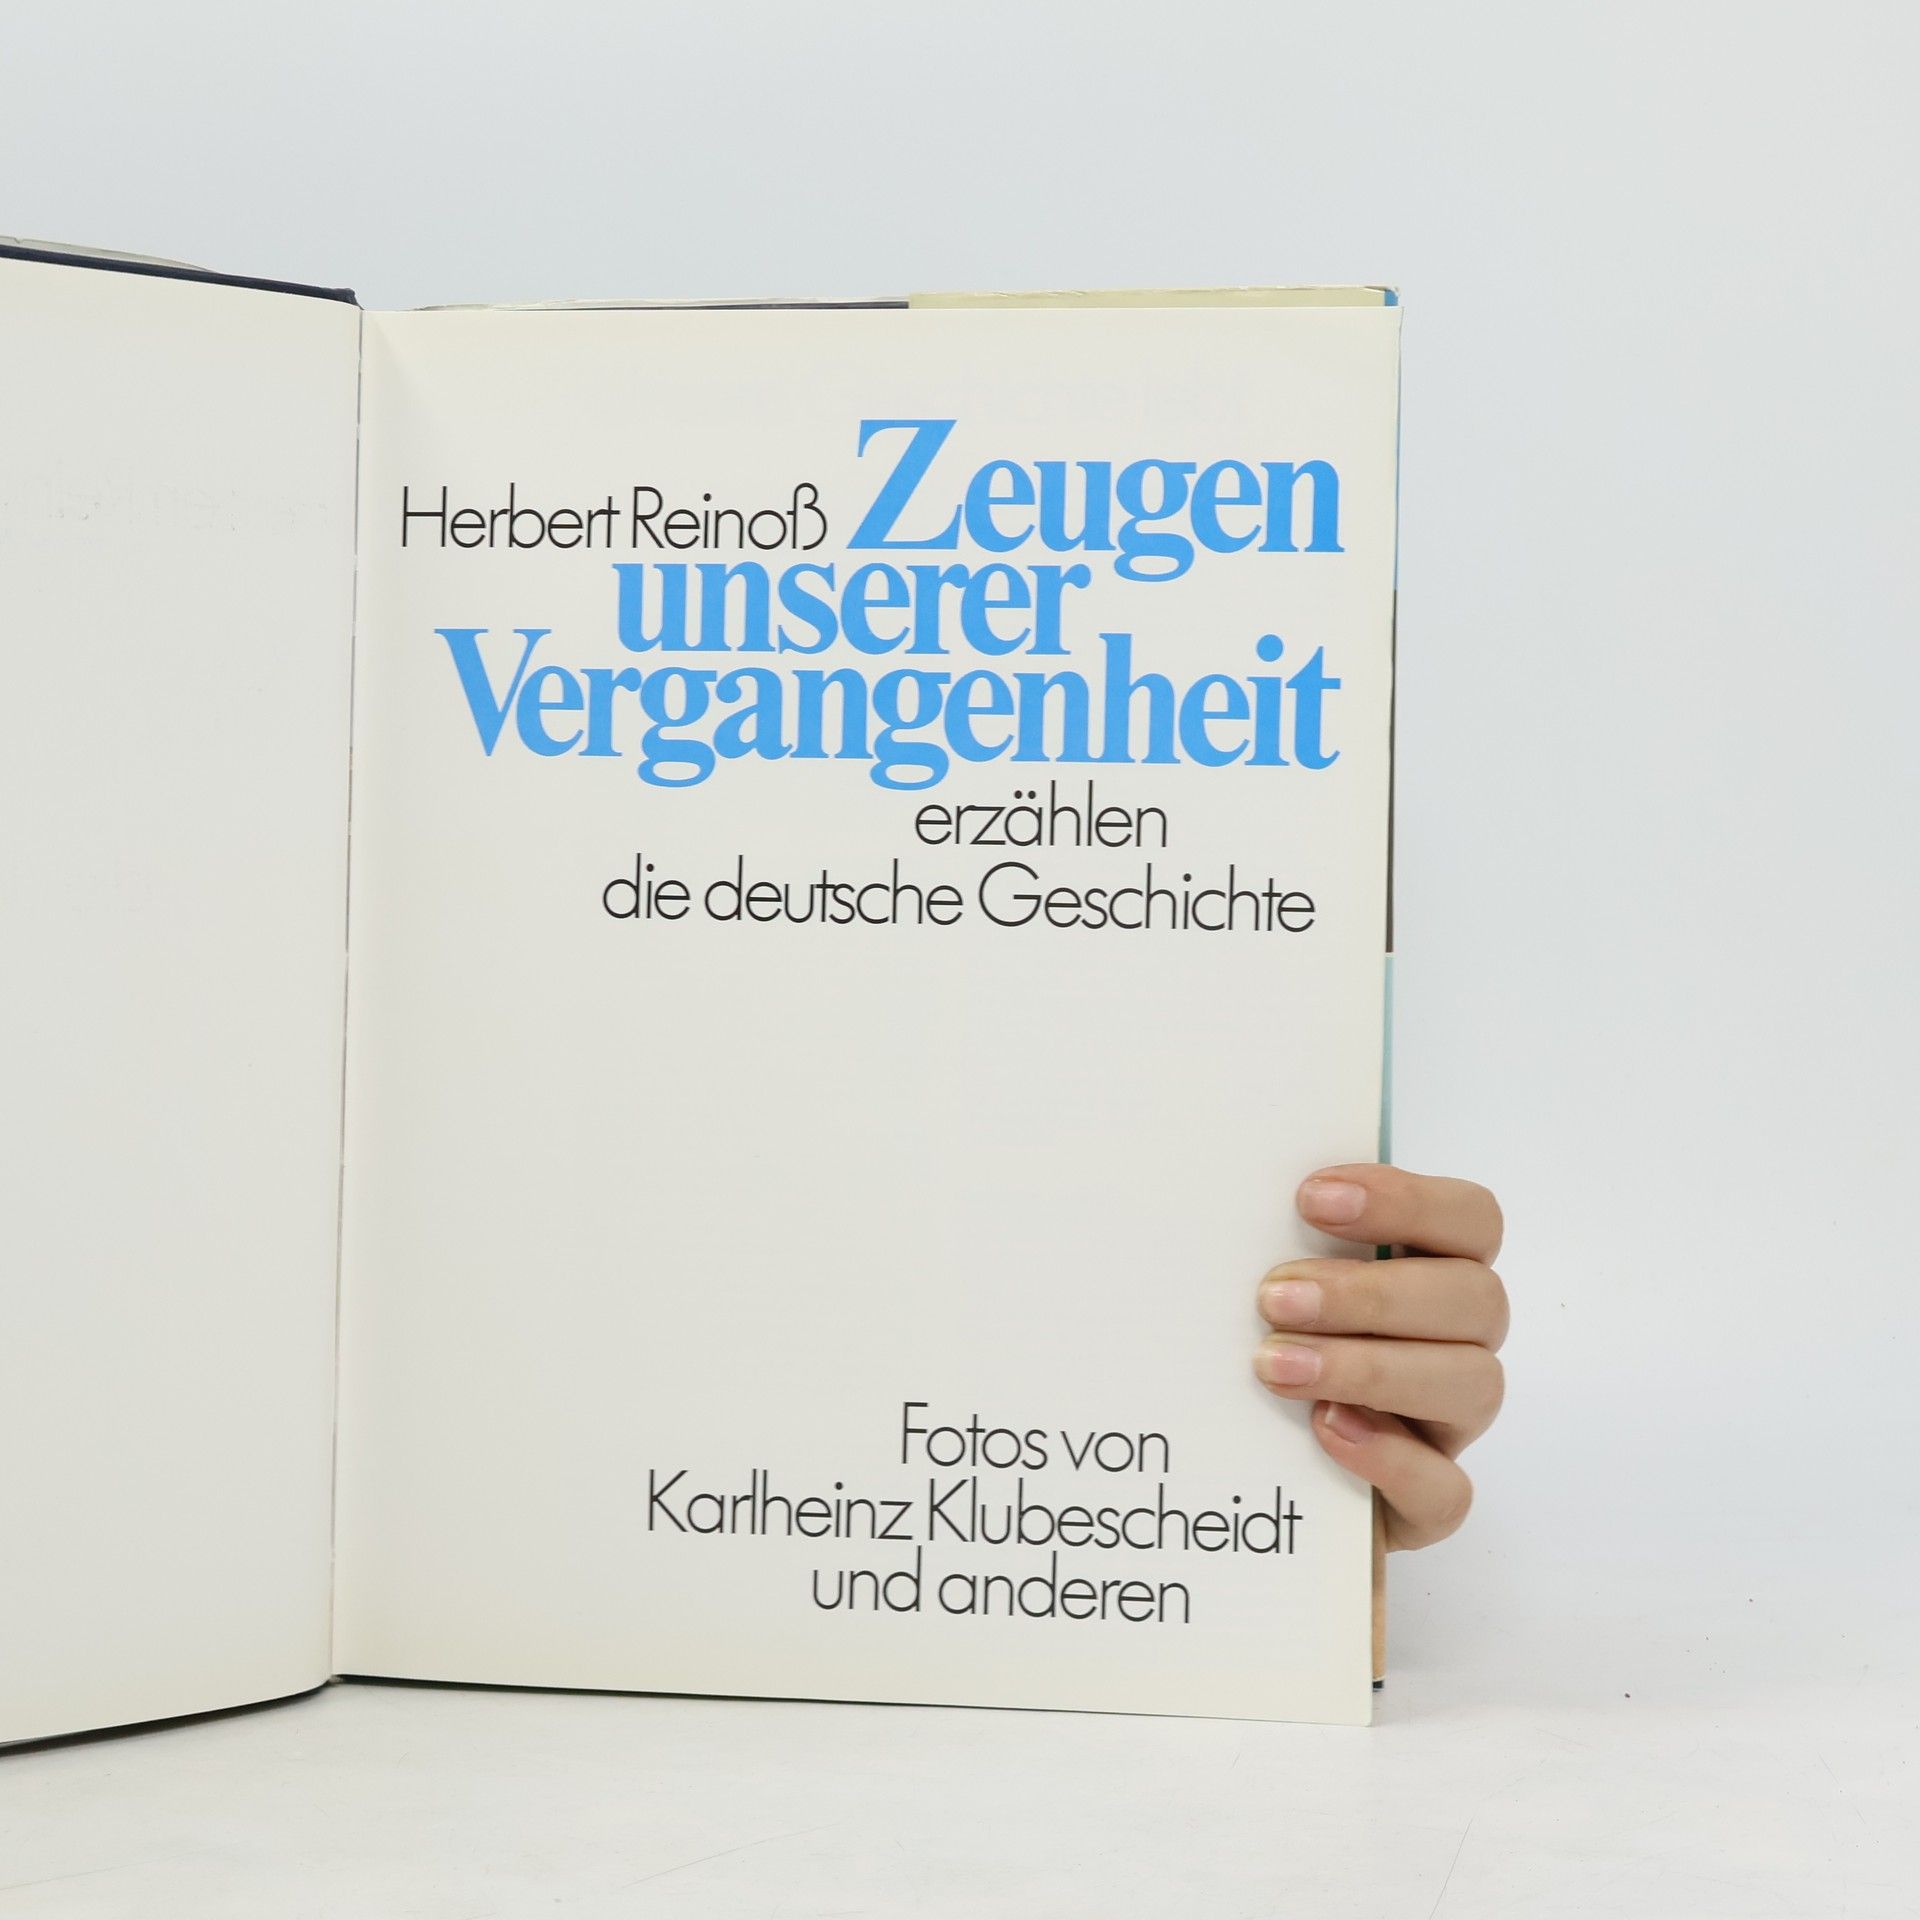 Herbert Reinoß Zeugen
unserer
Vergangenheit
erzählen
die deutsche Geschichte
Fotos von
Karlheinz Klubescheidt
und anderen